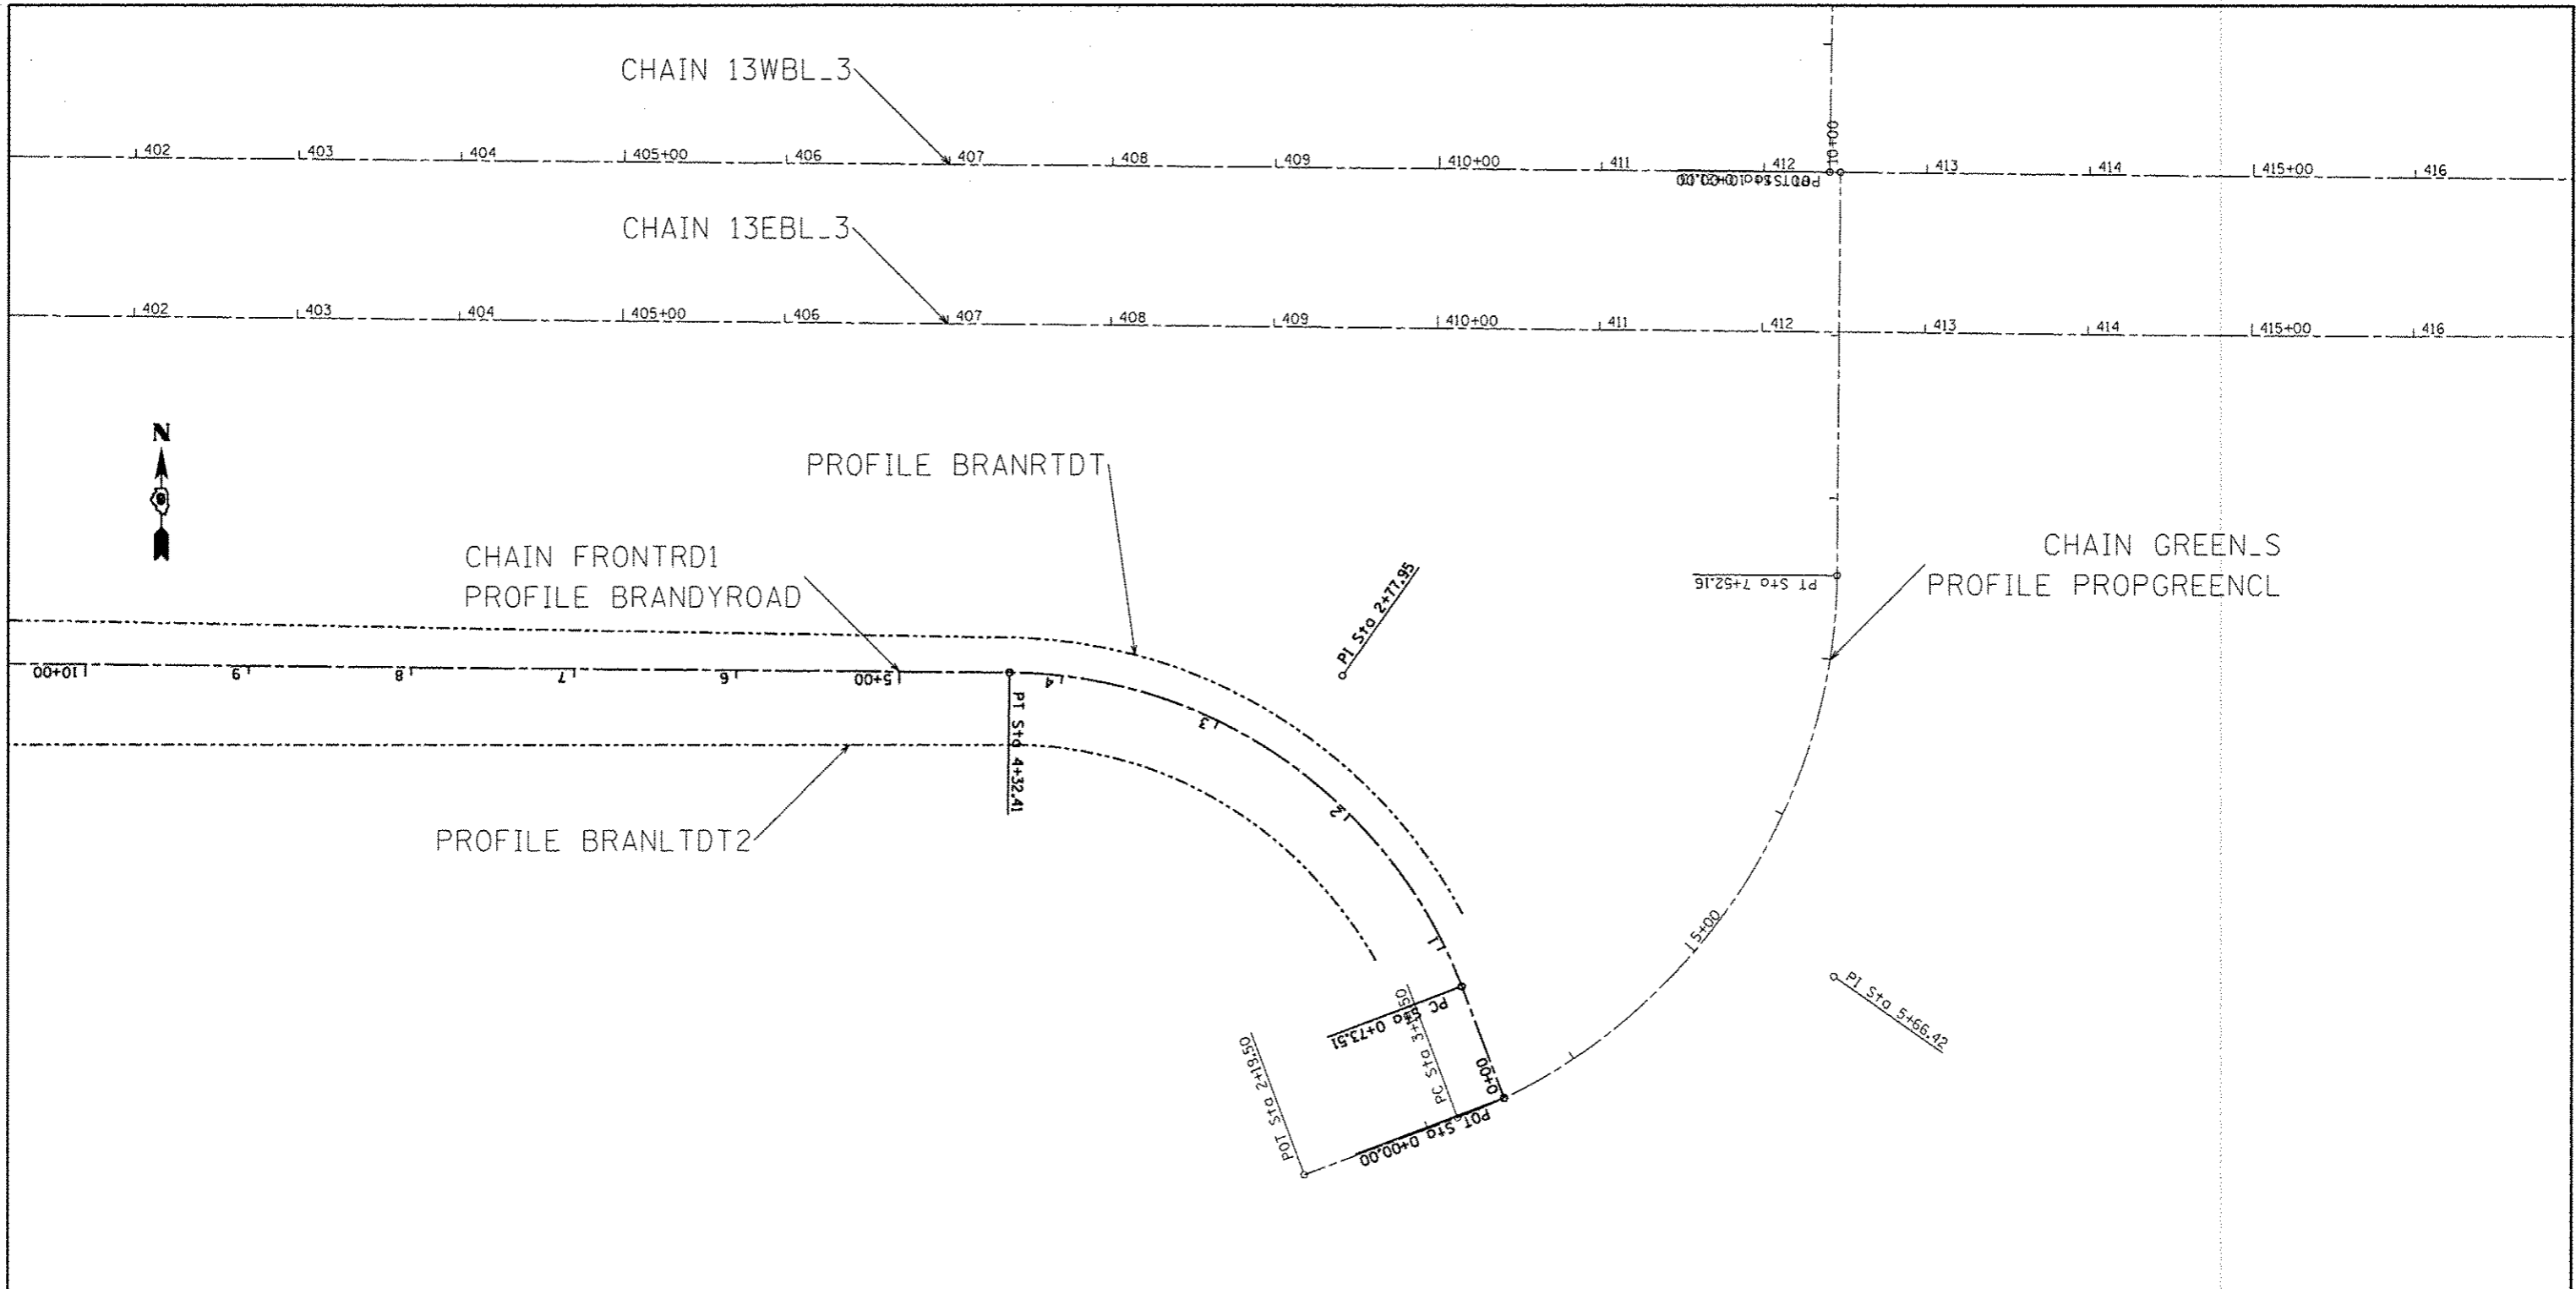 CHAIN 13WBL_3
402 403 404 405+00 406 407 408 409 410+00 411 412 413 414 415+00 416
10+00
CHAIN 13EBL_3
402 403 404 405+00 406 407 408 409 410+00 411 412 413 414 415+00 416
N
PROFILE BRANRTDT
CHAIN FRONTRD1
PROFILE BRANDYROAD
PI Sta 2+77.95
PT Sta 7+52.16
CHAIN GREEN_S
PROFILE PROPGREENCL
10+00 9 8 7 6 5+00 4 3 2 1
PT Sta 4+32.41
PROFILE BRANLTDT2
5+00
PI Sta 5+66.42
PC Sta 0+73.51
PC Sta
0+00
POT Sta 2+19.50
POT Sta 0+00.00